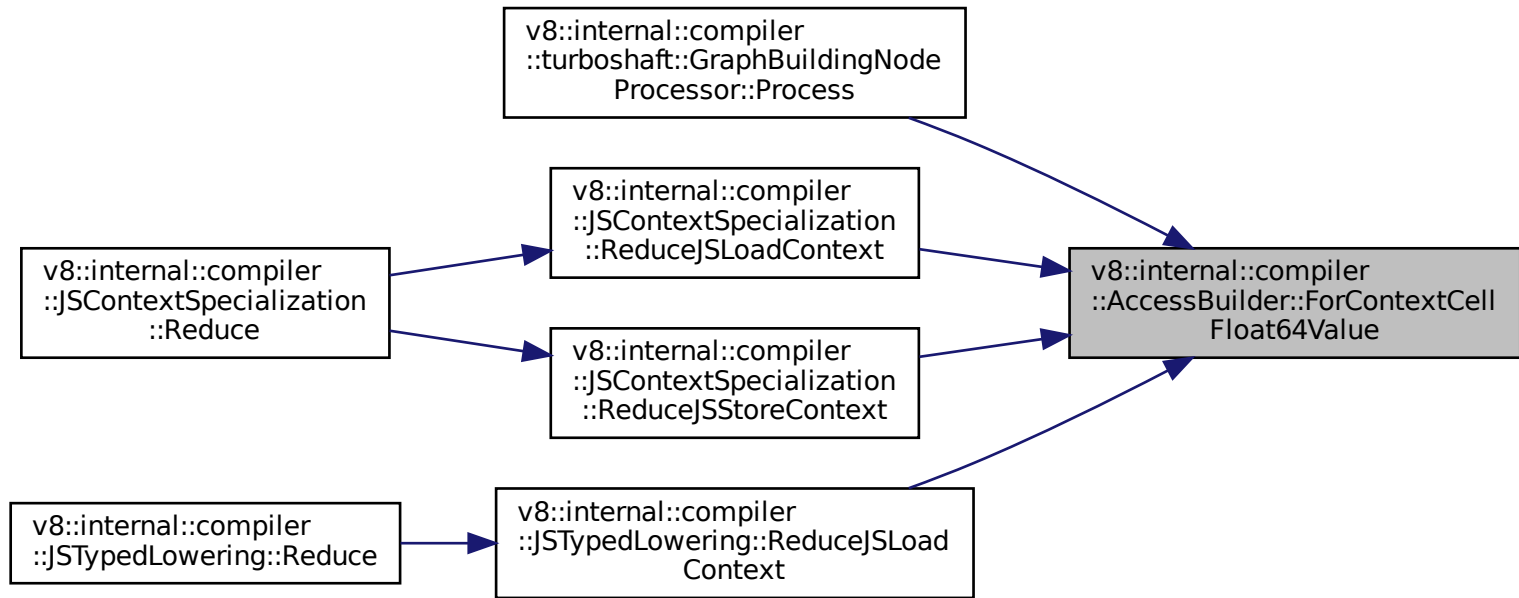 v8::internal::compiler
::turboshaft::GraphBuildingNode
Processor::Process
v8::internal::compiler
::JSContextSpecialization
::ReduceJSLoadContext
v8::internal::compiler
::JSContextSpecialization
::Reduce
v8::internal::compiler
::AccessBuilder::ForContextCell
Float64Value
v8::internal::compiler
::JSContextSpecialization
::ReduceJSStoreContext
v8::internal::compiler
::JSTypedLowering::Reduce
v8::internal::compiler
::JSTypedLowering::ReduceJSLoad
Context